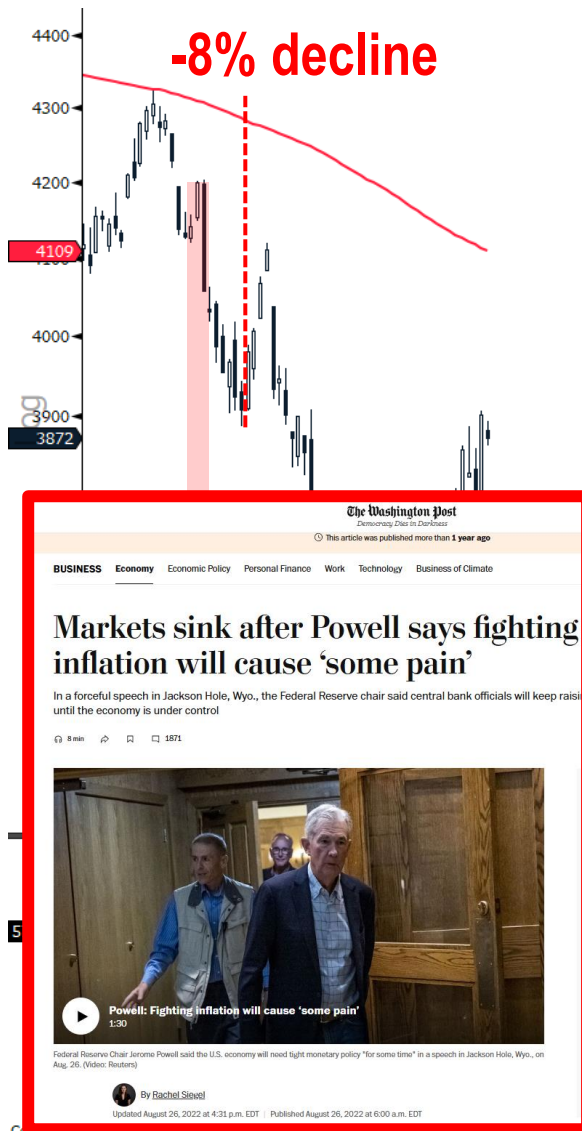 -8% decline
4400
4300
4200
4109
4000
3900
3872
The Washington Post
Democracy Dies in Darkness
This article was published more than 1 year ago
BUSINESS Economy Economic Policy Personal Finance Work Technology Business of Climate
Markets sink after Powell says fighting
inflation will cause ‘some pain’
In a forceful speech in Jackson Hole, Wyo., the Federal Reserve chair said central bank officials will keep
until the economy is under control
8 min 1871
5
Powell: Fighting inflation will cause ‘some pain’
1:30
Federal Reserve Chair Jerome Powell said the U.S. economy will need tight monetary policy "for some time" in a speech in Jackson Hole, Wyo., on
Aug. 26. (Video: Reuters)
By Rachel Siegel
Updated August 26, 2022 at 4:31 p.m. EDT | Published August 26, 2022 at 6:00 a.m. EDT